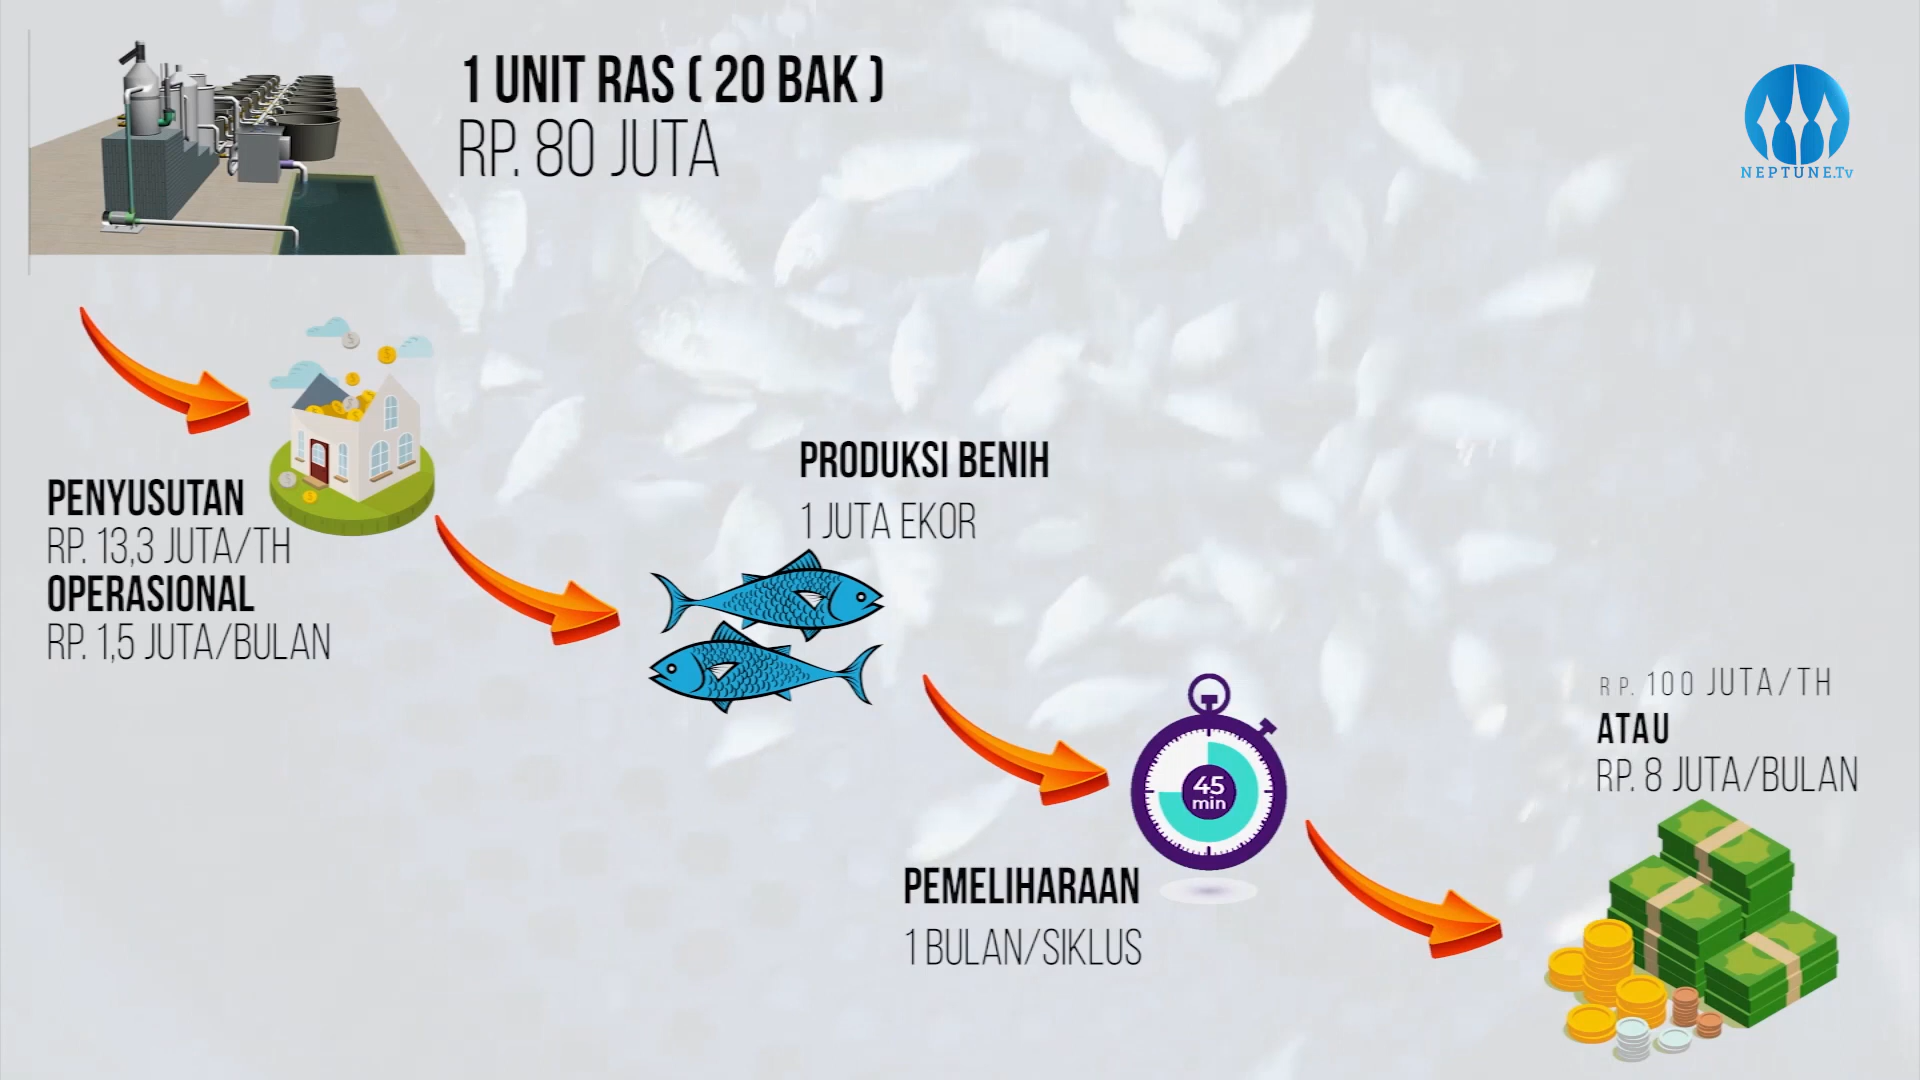 1 UNIT RAS ( 20 BAK )
RP. 80 JUTA
NEPTUNE.Tv
PENYUSUTAN
RP. 13,3 JUTA/TH
OPERASIONAL
RP. 1,5 JUTA/BULAN
PRODUKSI BENIH
1 JUTA EKOR
45
min
PEMELIHARAAN
1 BULAN/SIKLUS
RP. 100 JUTA/TH
ATAU
RP. 8 JUTA/BULAN